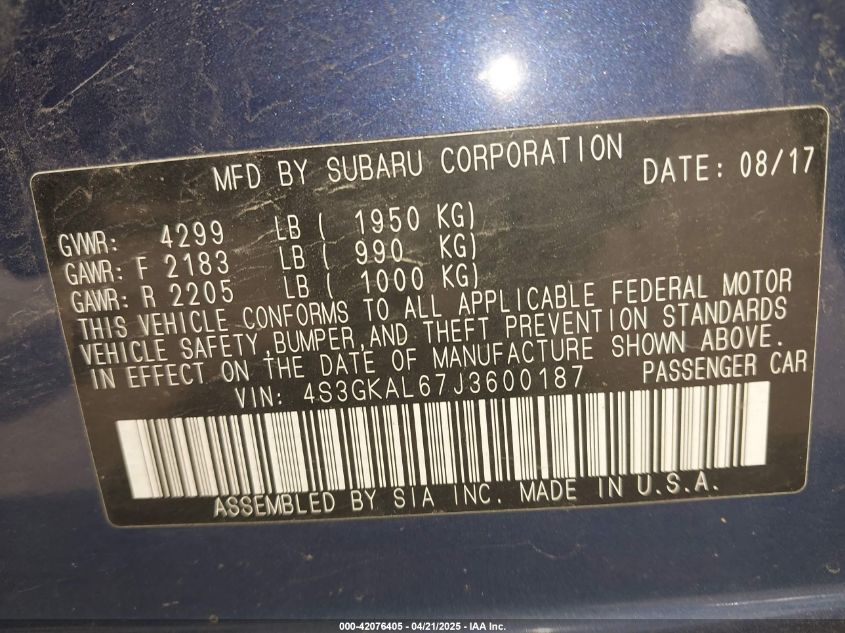 MFD BY SUBARU CORPORATION DATE: 08/17
GVWR: 4299 LB ( 1950 KG)
GAWR: F 2183 LB ( 990 KG)
GAWR: R 2205 LB ( 1000 KG)
THIS VEHICLE CONFORMS TO ALL APPLICABLE FEDERAL MOTOR
VEHICLE SAFETY,BUMPER,AND THEFT PREVENTION STANDARDS
IN EFFECT ON THE DATE OF MANUFACTURE SHOWN ABOVE.
VIN: 4S3GKAL67J3600187 PASSENGER CAR
ASSEMBLED BY SIA INC. MADE IN U.S.A.
000-42076405 - 04/21/2025 - IAA Inc.